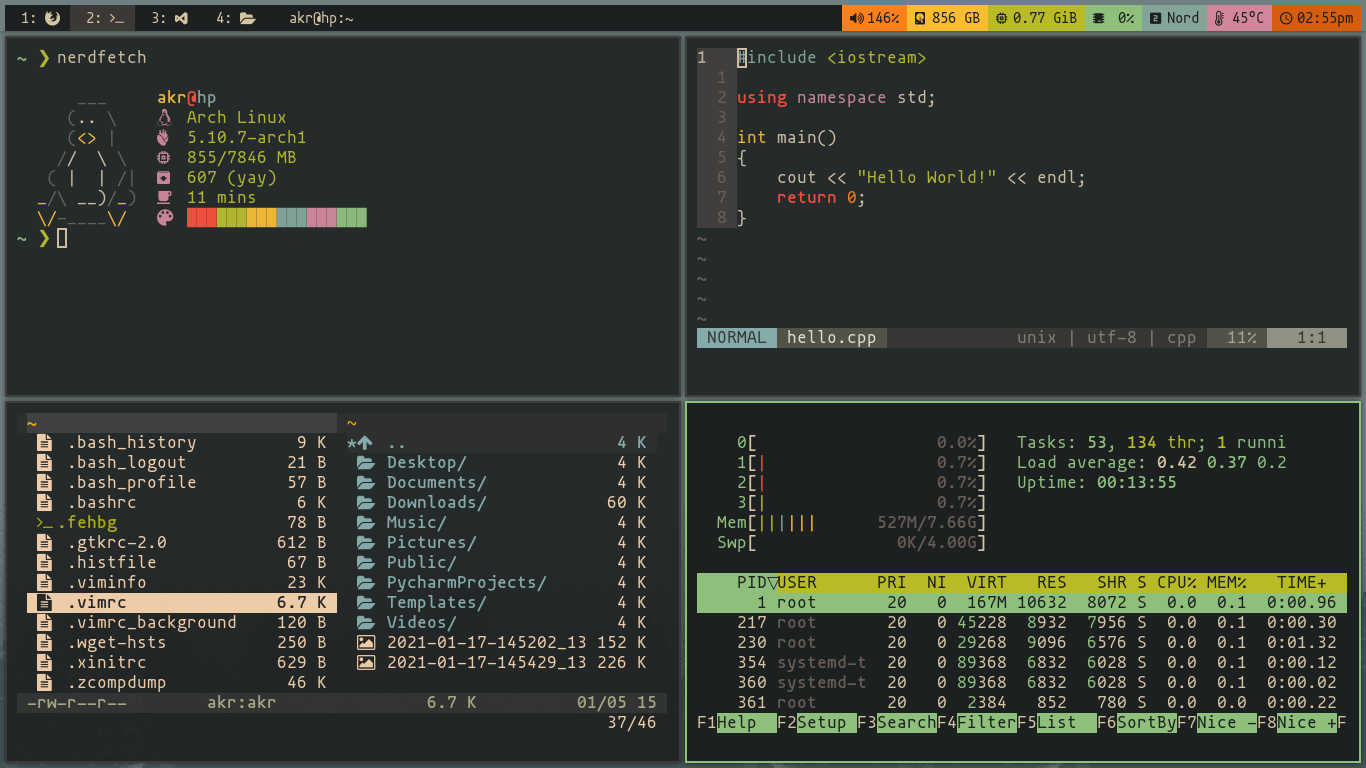 1: 2: >_ 3: 4: akr@hp:~ 146% 856 GB 0.77 GiB 0% Nord 45°C 02:55pm
~ ❯ nerdfetch
akr@hp
Arch Linux
5.10.7-arch1
855/7846 MB
607 (yay)
11 mins
~ ❯
1 #include <iostream>
1
2 using namespace std;
3
4 int main()
5 {
6 cout << "Hello World!" << endl;
7 return 0;
8 }
~
~
~
~
~
NORMAL hello.cpp unix | utf-8 | cpp 11% 1:1
~
.bash_history 9 K
.bash_logout 21 B
.bash_profile 57 B
.bashrc 6 K
>_.fehbg 78 B
.gtkrc-2.0 612 B
.histfile 67 B
.viminfo 23 K
.vimrc 6.7 K
.vimrc_background 120 B
.wget-hsts 250 B
.xinitrc 629 B
.zcompdump 46 K
~
* .. 4 K
Desktop/ 4 K
Documents/ 4 K
Downloads/ 60 K
Music/ 4 K
Pictures/ 4 K
Public/ 4 K
PycharmProjects/ 4 K
Templates/ 4 K
Videos/ 4 K
2021-01-17-145202_13 152 K
2021-01-17-145429_13 226 K
-rw-r--r-- akr:akr 6.7 K 01/05 15
37/46
0[ 0.0%] Tasks: 53, 134 thr; 1 runni
1[| 0.7%] Load average: 0.42 0.37 0.2
2[| 0.7%] Uptime: 00:13:55
3[| 0.7%]
Mem[|||||| 527M/7.66G]
Swp[ 0K/4.00G]
PID▽USER PRI NI VIRT RES SHR S CPU% MEM% TIME+
1 root 20 0 167M 10632 8072 S 0.0 0.1 0:00.96
217 root 20 0 45228 8932 7956 S 0.0 0.1 0:00.30
230 root 20 0 29268 9096 6576 S 0.0 0.1 0:01.32
354 systemd-t 20 0 89368 6832 6028 S 0.0 0.1 0:00.12
360 systemd-t 20 0 89368 6832 6028 S 0.0 0.1 0:00.02
361 root 20 0 2384 852 780 S 0.0 0.0 0:00.22
F1Help F2Setup F3SearchF4FilterF5List F6SortByF7Nice -F8Nice +F